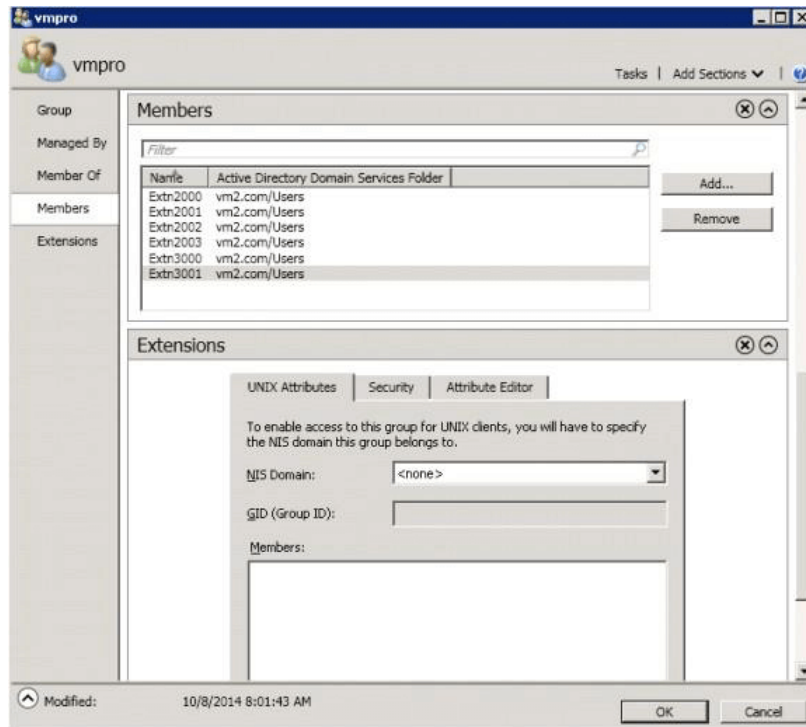 vmpro
vmpro
Tasks | Add Sections |
Group
Managed By
Member Of
Members
Extensions
Members
Filter
Name Active Directory Domain Services Folder
Extn2000 vm2.com/Users
Extn2001 vm2.com/Users
Extn2002 vm2.com/Users
Extn2003 vm2.com/Users
Extn3000 vm2.com/Users
Extn3001 vm2.com/Users
Add...
Remove
Extensions
UNIX Attributes Security Attribute Editor
To enable access to this group for UNIX clients, you will have to specify
the NIS domain this group belongs to.
NIS Domain: <none>
GID (Group ID):
Members:
Modified: 10/8/2014 8:01:43 AM
OK Cancel